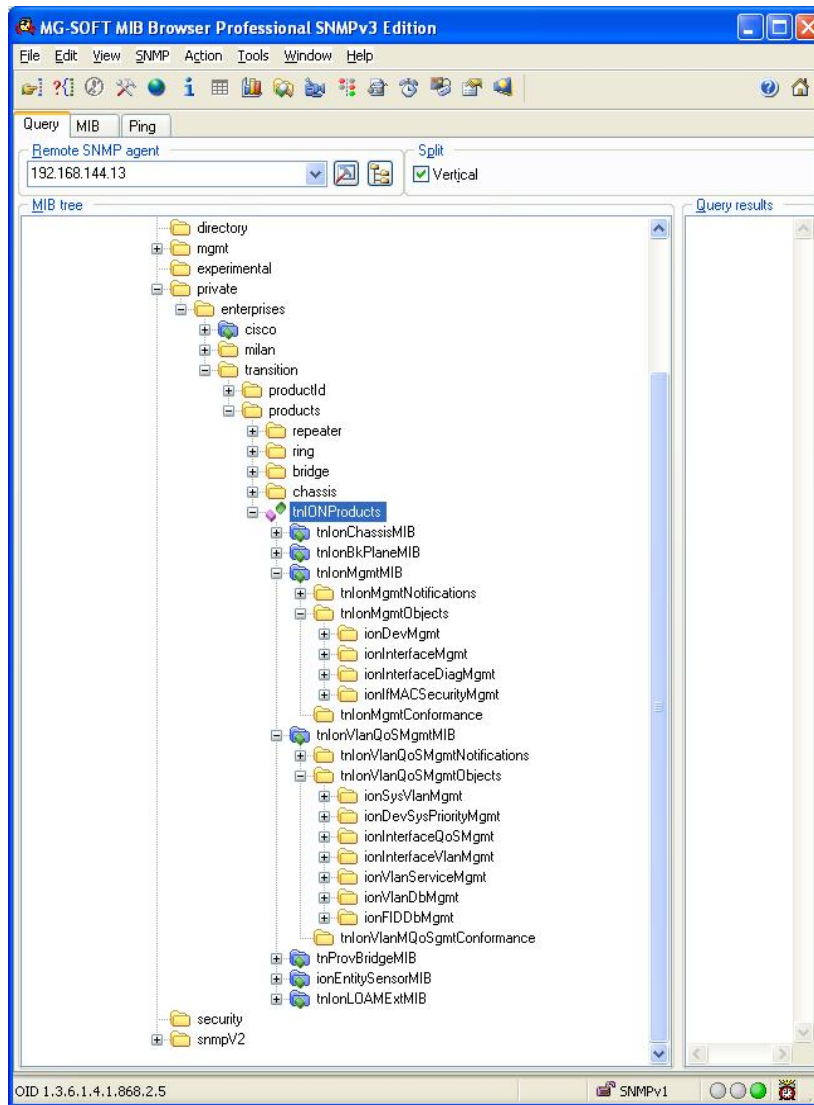 MG-SOFT MIB Browser Professional SNMPv3 Edition
File Edit View SNMP Action Tools Window Help
Query MIB Ping
Remote SNMP agent
Split
192.168.144.13
Vertical
MIB tree
Query results
directory
mgmt
experimental
private
enterprises
cisco
milan
transition
productId
products
repeater
ring
bridge
chassis
tnIONProducts
tnIonChassisMIB
tnIonBkPlaneMIB
tnIonMgmtMIB
tnIonMgmtNotifications
tnIonMgmtObjects
ionDevMgmt
ionInterfaceMgmt
ionInterfaceDiagMgmt
ionIfMACSecurityMgmt
tnIonMgmtConformance
tnIonVlanQoSMgmtMIB
tnIonVlanQoSMgmtNotifications
tnIonVlanQoSMgmtObjects
ionSysVlanMgmt
ionDevSysPriorityMgmt
ionInterfaceQoSMgmt
ionInterfaceVlanMgmt
ionVlanServiceMgmt
ionVlanDbMgmt
ionFIDDbMgmt
tnIonVlanMQoSgmtConformance
tnProvBridgeMIB
ionEntitySensorMIB
tnIonLOAMExtMIB
security
snmpV2
OID 1.3.6.1.4.1.868.2.5
SNMPv1